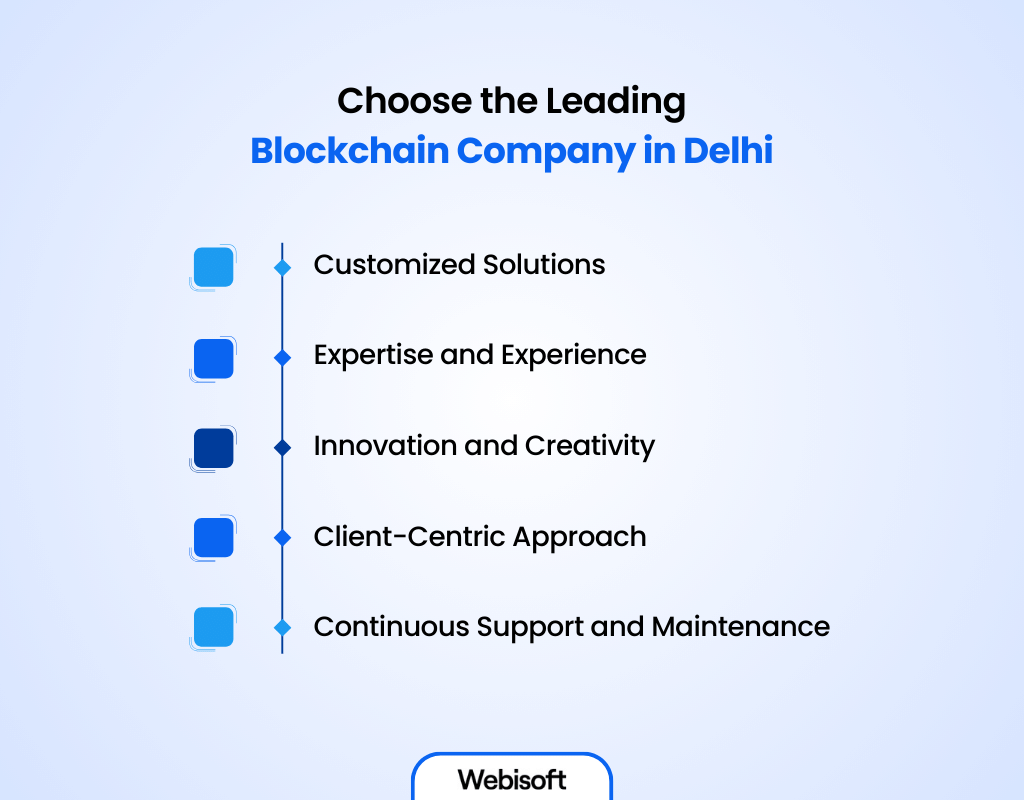 Choose the Leading
Blockchain Company in Delhi
Customized Solutions
Expertise and Experience
Innovation and Creativity
Client-Centric Approach
Continuous Support and Maintenance
Webisoft